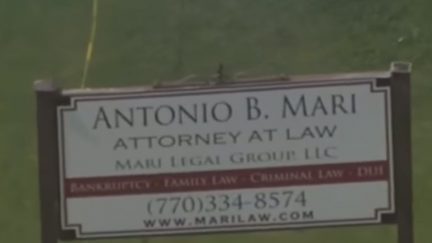 ANTONIO B. MARI
ATTORNEY AT LAW
MARI LEGAL GROUP, LLC
BANKRUPTCY - FAMILY LAW - CRIMINAL LAW - DUI
(770)334-8574
WWW.MARILAW.COM